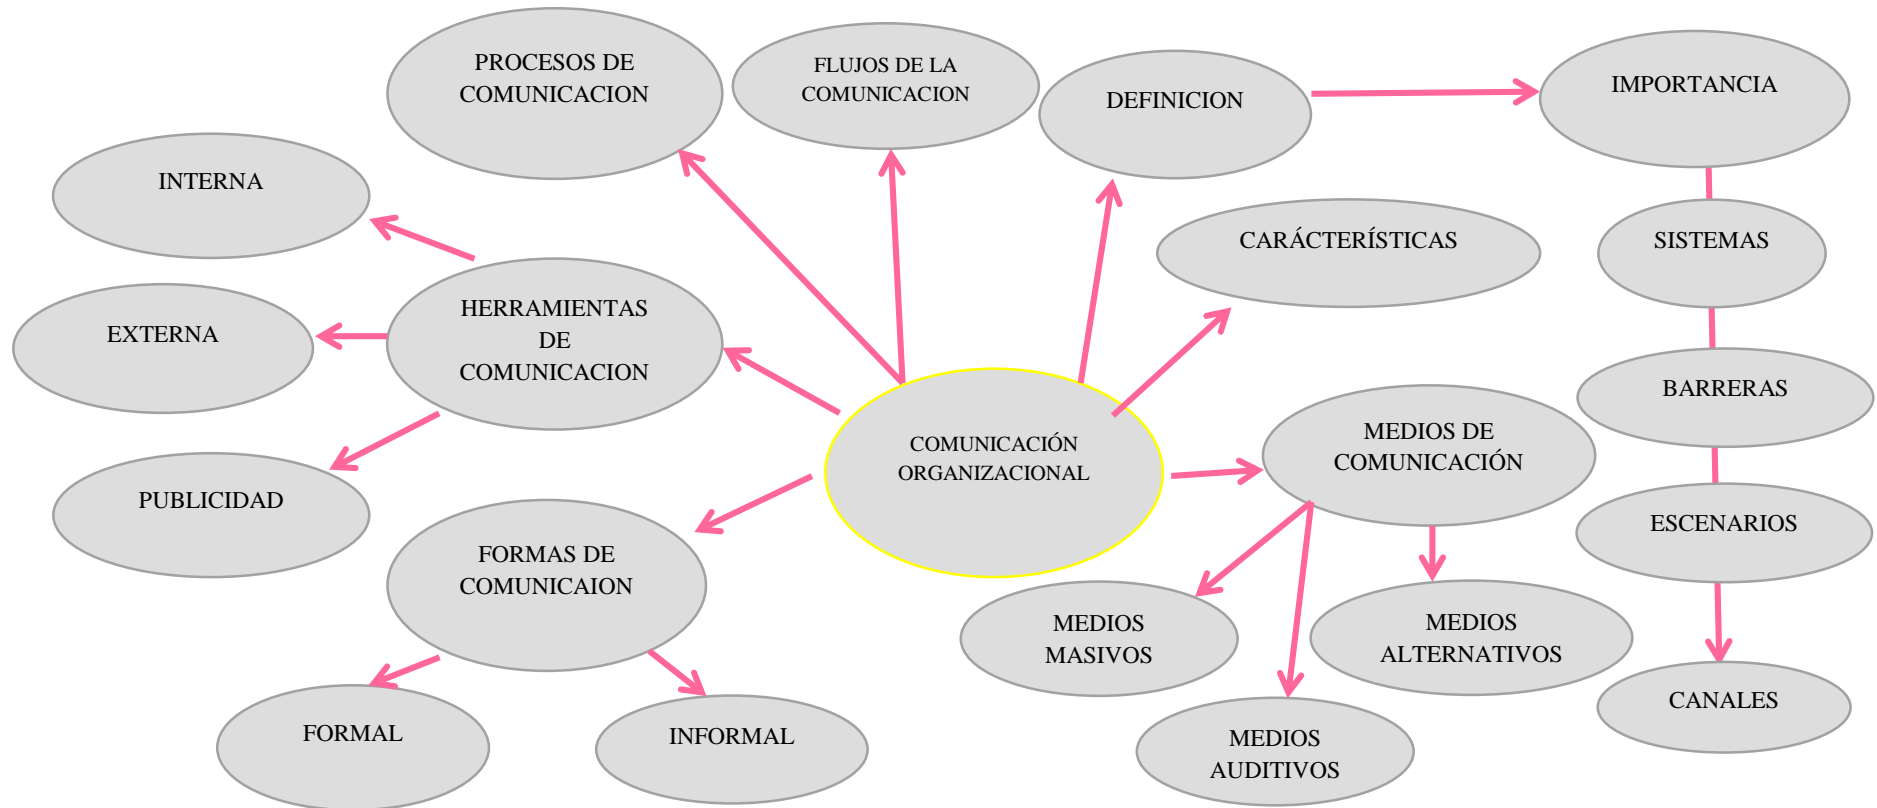 PROCESOS DE
COMUNICACION
FLUJOS DE LA
COMUNICACION
DEFINICION
IMPORTANCIA
INTERNA
CARÁCTERÍSTICAS
SISTEMAS
EXTERNA
HERRAMIENTAS
DE
COMUNICACION
BARRERAS
COMUNICACIÓN
ORGANIZACIONAL
MEDIOS DE
COMUNICACIÓN
PUBLICIDAD
ESCENARIOS
FORMAS DE
COMUNICAION
MEDIOS
MASIVOS
MEDIOS
ALTERNATIVOS
CANALES
FORMAL
INFORMAL
MEDIOS
AUDITIVOS